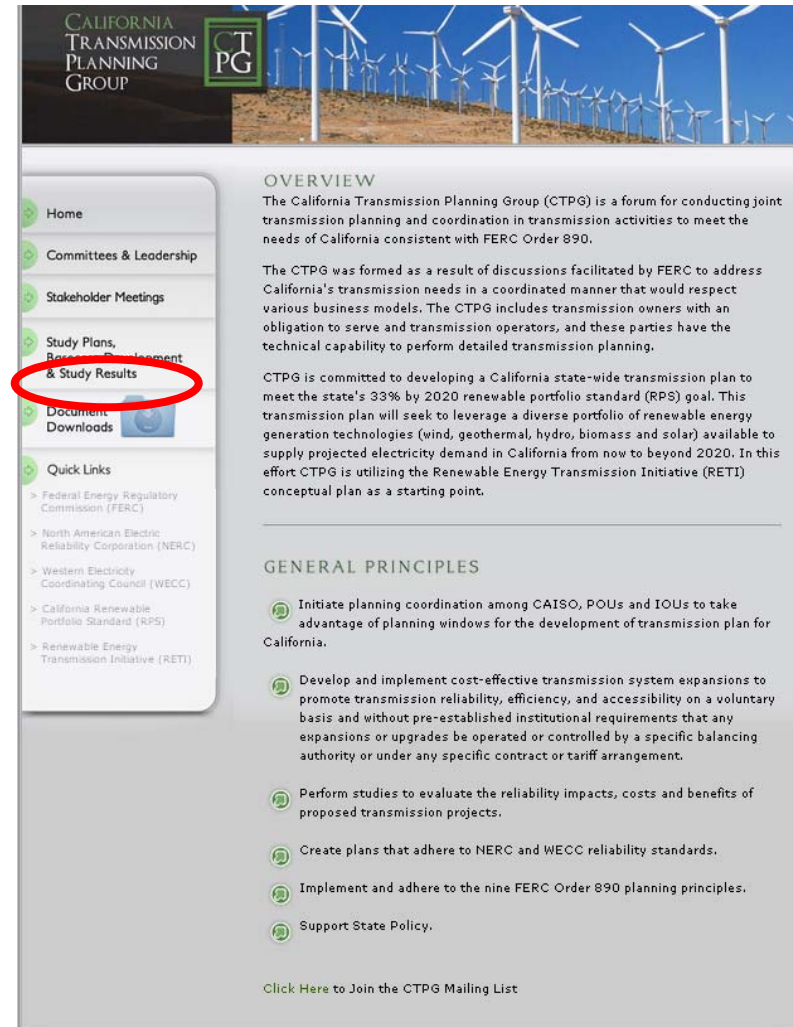 CALIFORNIA
TRANSMISSION
PLANNING
GROUP
CT
PG
Home
Committees & Leadership
Stakeholder Meetings
Study Plans,
Basecase Development
& Study Results
Document
Downloads
Quick Links
> Federal Energy Regulatory
Commission (FERC)
> North American Electric
Reliability Corporation (NERC)
> Western Electricity
Coordinating Council (WECC)
> California Renewable
Portfolio Standard (RPS)
> Renewable Energy
Transmission Initiative (RETI)
OVERVIEW
The California Transmission Planning Group (CTPG) is a forum for conducting joint
transmission planning and coordination in transmission activities to meet the
needs of California consistent with FERC Order 890.
The CTPG was formed as a result of discussions facilitated by FERC to address
California's transmission needs in a coordinated manner that would respect
various business models. The CTPG includes transmission owners with an
obligation to serve and transmission operators, and these parties have the
technical capability to perform detailed transmission planning.
CTPG is committed to developing a California state-wide transmission plan to
meet the state's 33% by 2020 renewable portfolio standard (RPS) goal. This
transmission plan will seek to leverage a diverse portfolio of renewable energy
generation technologies (wind, geothermal, hydro, biomass and solar) available to
supply projected electricity demand in California from now to beyond 2020. In this
effort CTPG is utilizing the Renewable Energy Transmission Initiative (RETI)
conceptual plan as a starting point.
GENERAL PRINCIPLES
Initiate planning coordination among CAISO, POUs and IOUs to take
advantage of planning windows for the development of transmission plan for
California.
Develop and implement cost-effective transmission system expansions to
promote transmission reliability, efficiency, and accessibility on a voluntary
basis and without pre-established institutional requirements that any
expansions or upgrades be operated or controlled by a specific balancing
authority or under any specific contract or tariff arrangement.
Perform studies to evaluate the reliability impacts, costs and benefits of
proposed transmission projects.
Create plans that adhere to NERC and WECC reliability standards.
Implement and adhere to the nine FERC Order 890 planning principles.
Support State Policy.
Click Here to Join the CTPG Mailing List